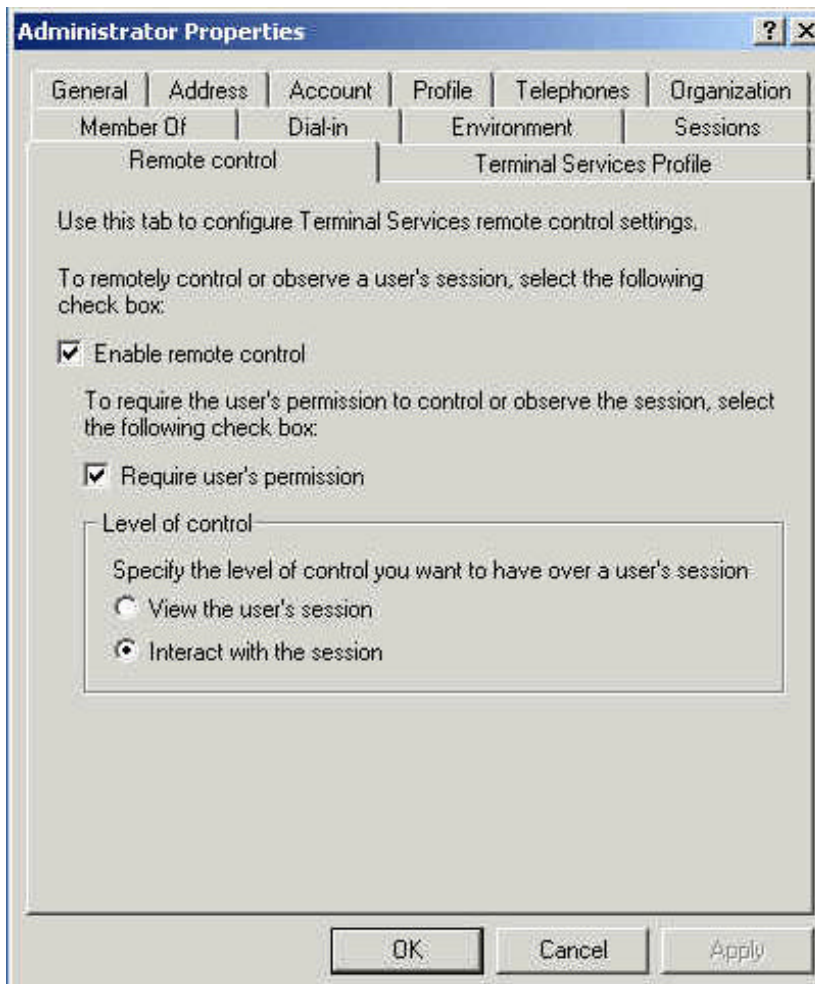 Administrator Properties
General Address Account Profile Telephones Organization
Member Of Dial-in Environment Sessions
Remote control Terminal Services Profile
Use this tab to configure Terminal Services remote control settings.
To remotely control or observe a user's session, select the following
check box:
Enable remote control
To require the user's permission to control or observe the session, select
the following check box:
Require user's permission
Level of control
Specify the level of control you want to have over a user's session
View the user's session
Interact with the session
OK Cancel Apply